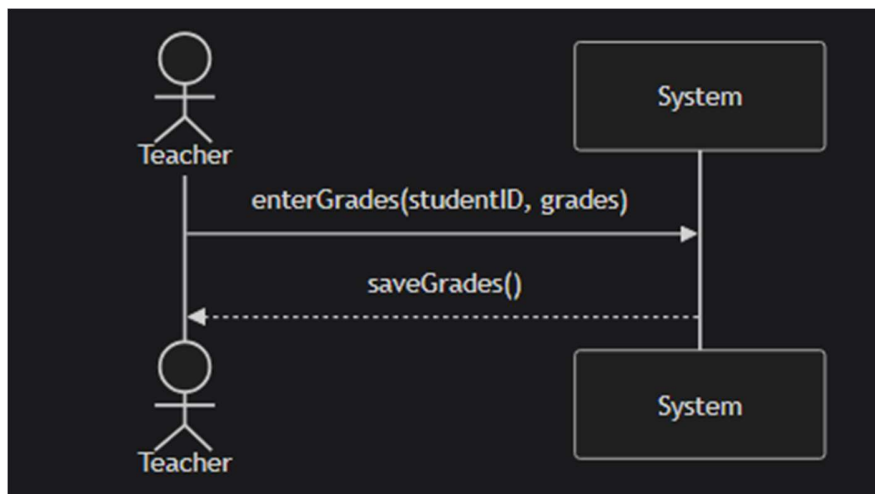 System
Teacher
enterGrades(studentID, grades)
saveGrades()
System
Teacher